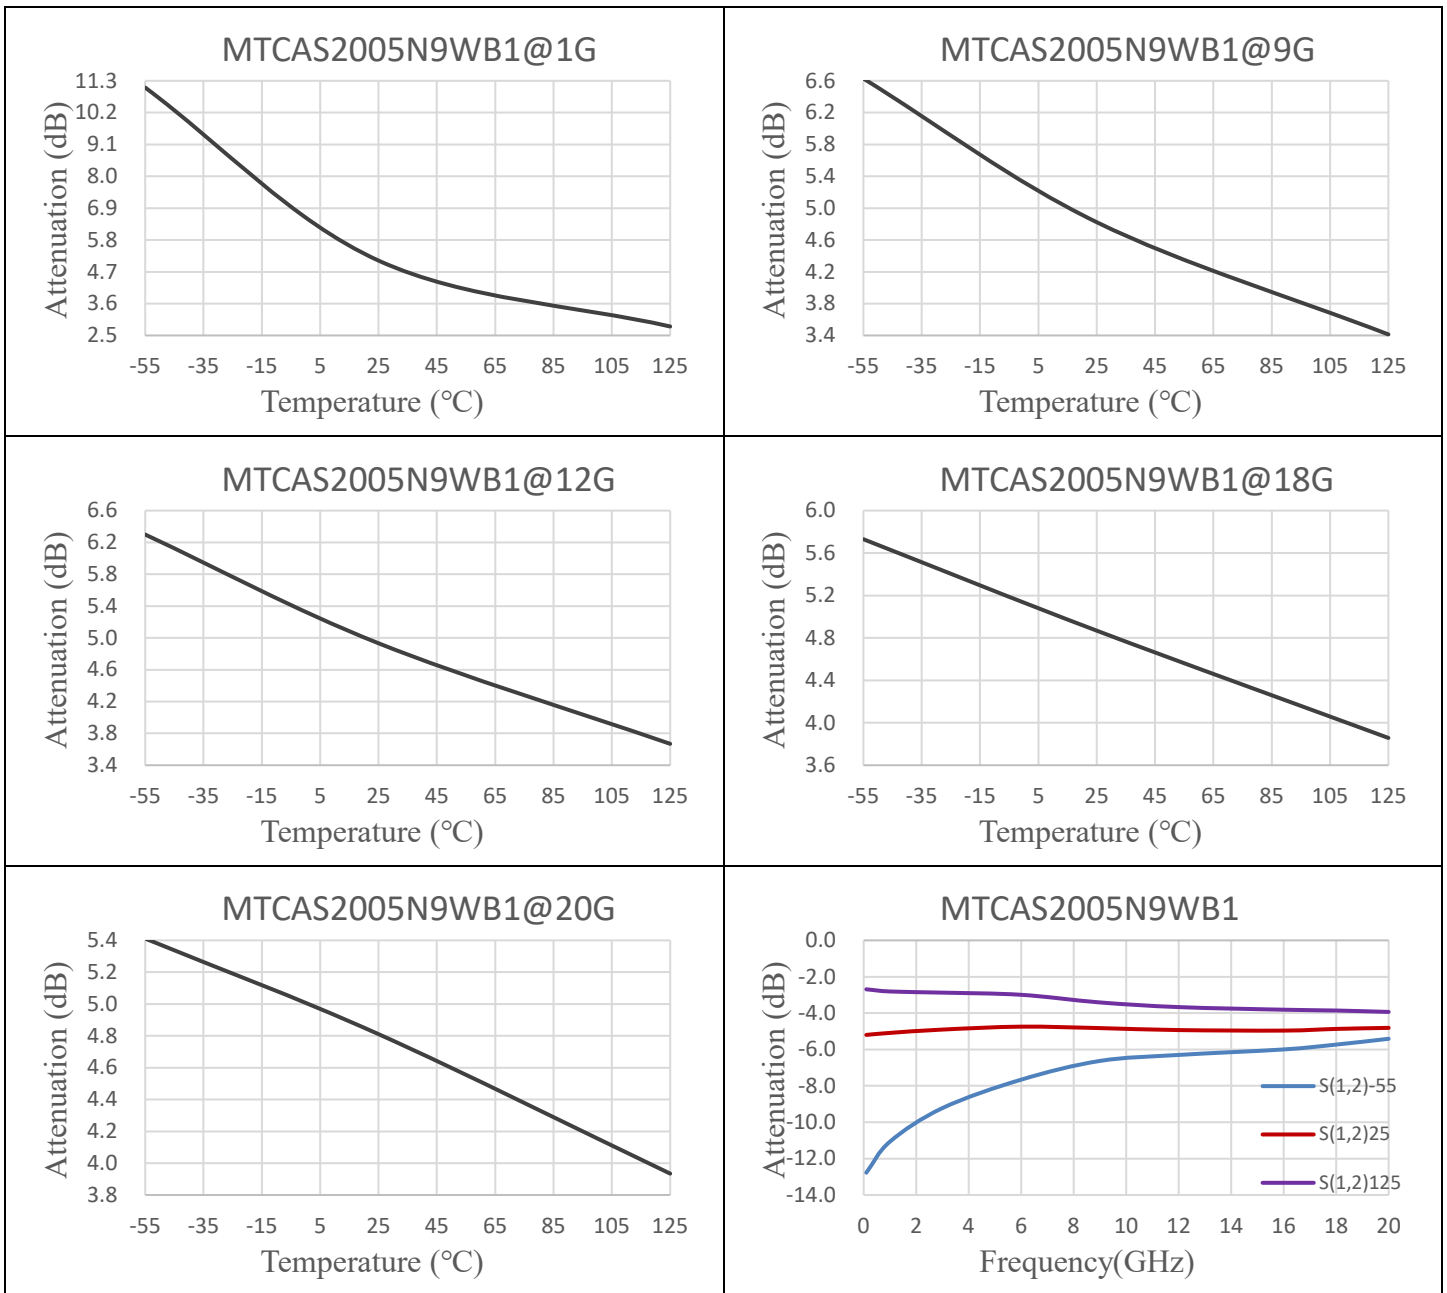 MTCAS2005N9WB1@1G
Attenuation (dB)
11.3
10.2
9.1
8.0
6.9
5.8
4.7
3.6
2.5
-55 -35 -15 5 25 45 65 85 105 125
Temperature (℃)
MTCAS2005N9WB1@9G
Attenuation (dB)
6.6
6.2
5.8
5.4
5.0
4.6
4.2
3.8
3.4
-55 -35 -15 5 25 45 65 85 105 125
Temperature (℃)
MTCAS2005N9WB1@12G
Attenuation (dB)
6.6
6.2
5.8
5.4
5.0
4.6
4.2
3.8
3.4
-55 -35 -15 5 25 45 65 85 105 125
Temperature (℃)
MTCAS2005N9WB1@18G
Attenuation (dB)
6.0
5.6
5.2
4.8
4.4
4.0
3.6
-55 -35 -15 5 25 45 65 85 105 125
Temperature (℃)
MTCAS2005N9WB1@20G
Attenuation (dB)
5.4
5.2
5.0
4.8
4.6
4.4
4.2
4.0
3.8
-55 -35 -15 5 25 45 65 85 105 125
Temperature (℃)
MTCAS2005N9WB1
Attenuation (dB)
0.0
-2.0
-4.0
-6.0
-8.0
-10.0
-12.0
-14.0
S(1,2)-55
S(1,2)25
S(1,2)125
0 2 4 6 8 10 12 14 16 18 20
Frequency(GHz)